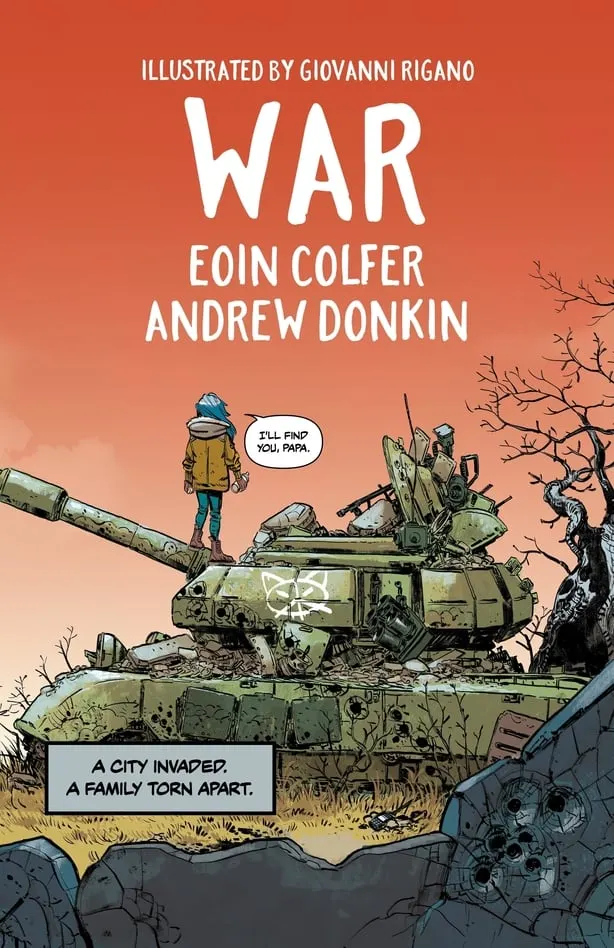 ILLUSTRATED BY GIOVANNI RIGANO
WAR
EOIN COLFER
ANDREW DONKIN
I'LL FIND
YOU, PAPA.
A CITY INVADED.
A FAMILY TORN APART.